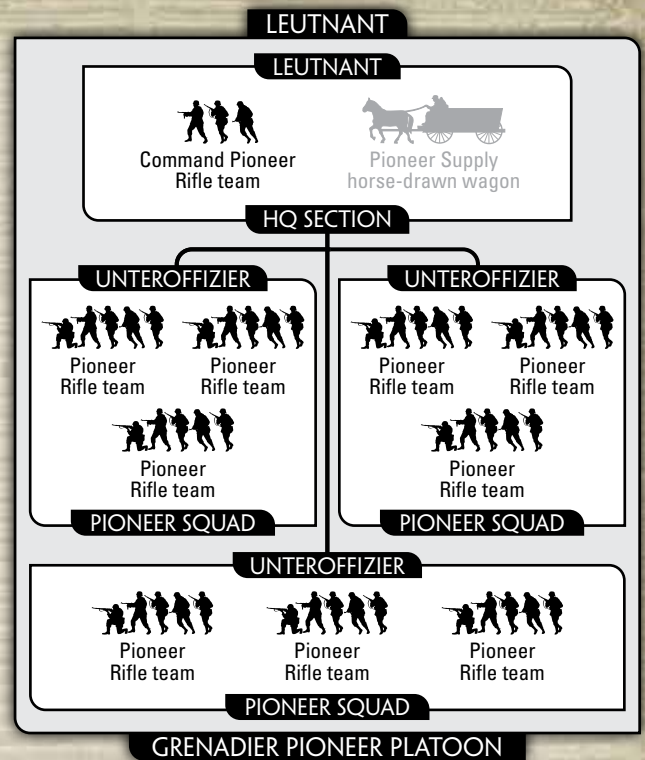 LEUTNANT
LEUTNANT
Command Pioneer
Rifle team
Pioneer Supply
horse-drawn wagon
HQ SECTION
UNTEROFFIZIER
Pioneer
Rifle team
Pioneer
Rifle team
Pioneer
Rifle team
PIONEER SQUAD
UNTEROFFIZIER
Pioneer
Rifle team
Pioneer
Rifle team
Pioneer
Rifle team
PIONEER SQUAD
UNTEROFFIZIER
Pioneer
Rifle team
Pioneer
Rifle team
Pioneer
Rifle team
PIONEER SQUAD
GRENADIER PIONEER PLATOON